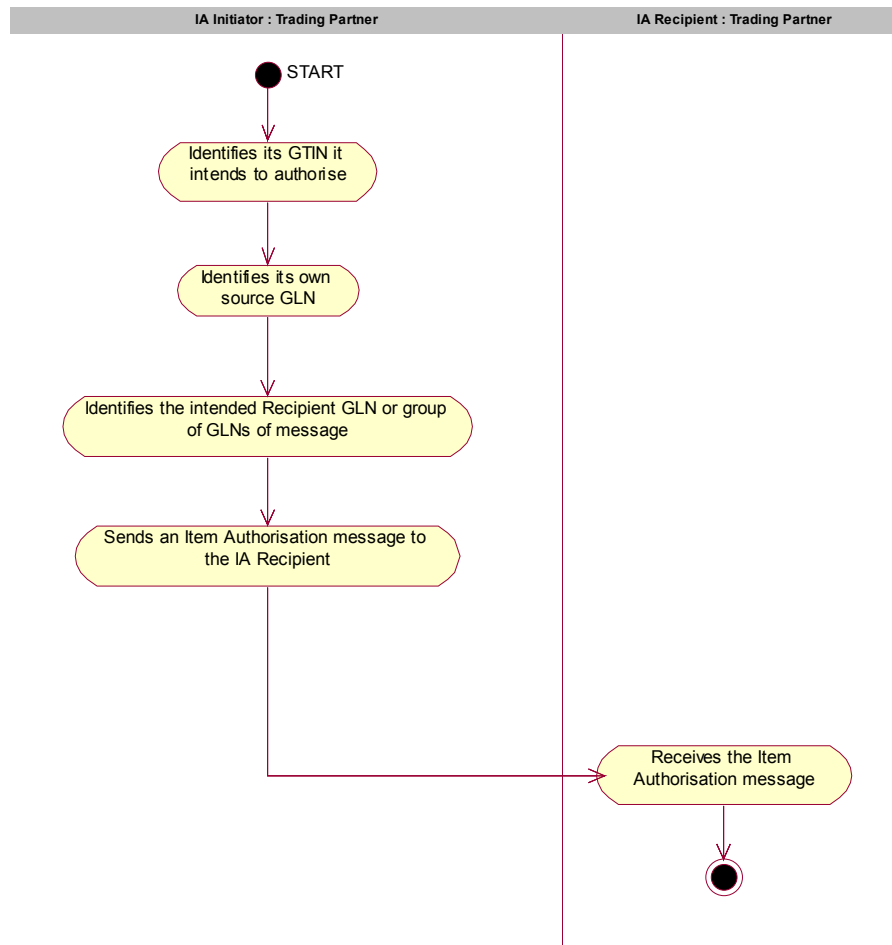 IA Initiator : Trading Partner
IA Recipient : Trading Partner
START
Identifies its GTIN it
intends to authorise
Identifies its own
source GLN
Identifies the intended Recipient GLN or group
of GLNs of message
Sends an Item Authorisation message to
the IA Recipient
Receives the Item
Authorisation message